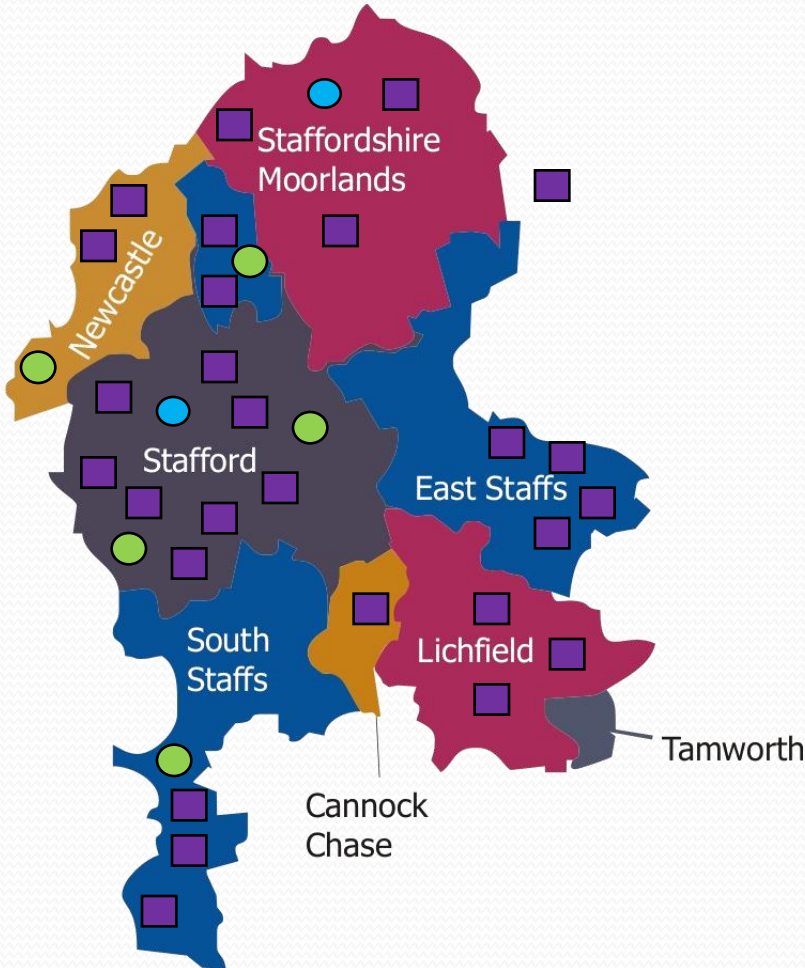 Staffordshire
Moorlands
Newcastle
Stafford
East Staffs
South
Staffs
Lichfield
Tamworth
Cannock
Chase